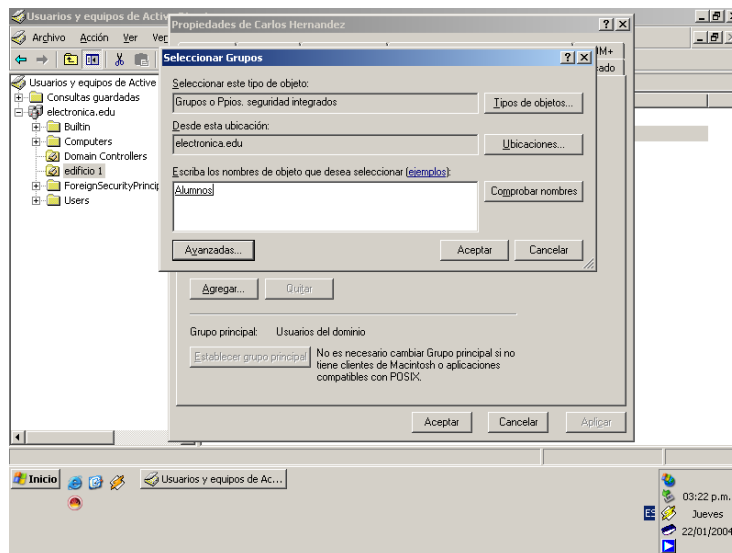 Usuarios y equipos de Activ
Propiedades de Carlos Hernandez
Archivo Acción Ver Ve
Seleccionar Grupos
Seleccionar este tipo de objeto:
Grupos o Ppios. seguridad integrados
Tipos de objetos...
Desde esta ubicación:
electronica.edu
Ubicaciones...
Escriba los nombres de objeto que desea seleccionar (ejemplos):
Alumnos
Comprobar nombres
Avanzadas...
Aceptar
Cancelar
Usuarios y equipos de Active
Consultas guardadas
electronica.edu
Builtin
Computers
Domain Controllers
edificio 1
ForeignSecurityPrincip
Users
Agregar...
Quitar
Grupo principal: Usuarios del dominio
Establecer grupo principal
No es necesario cambiar Grupo principal si no
tiene clientes de Macintosh o aplicaciones
compatibles con POSIX.
Aceptar
Cancelar
Aplicar
Inicio
Usuarios y equipos de Ac...
ES
03:22 p.m.
Jueves
22/01/2004